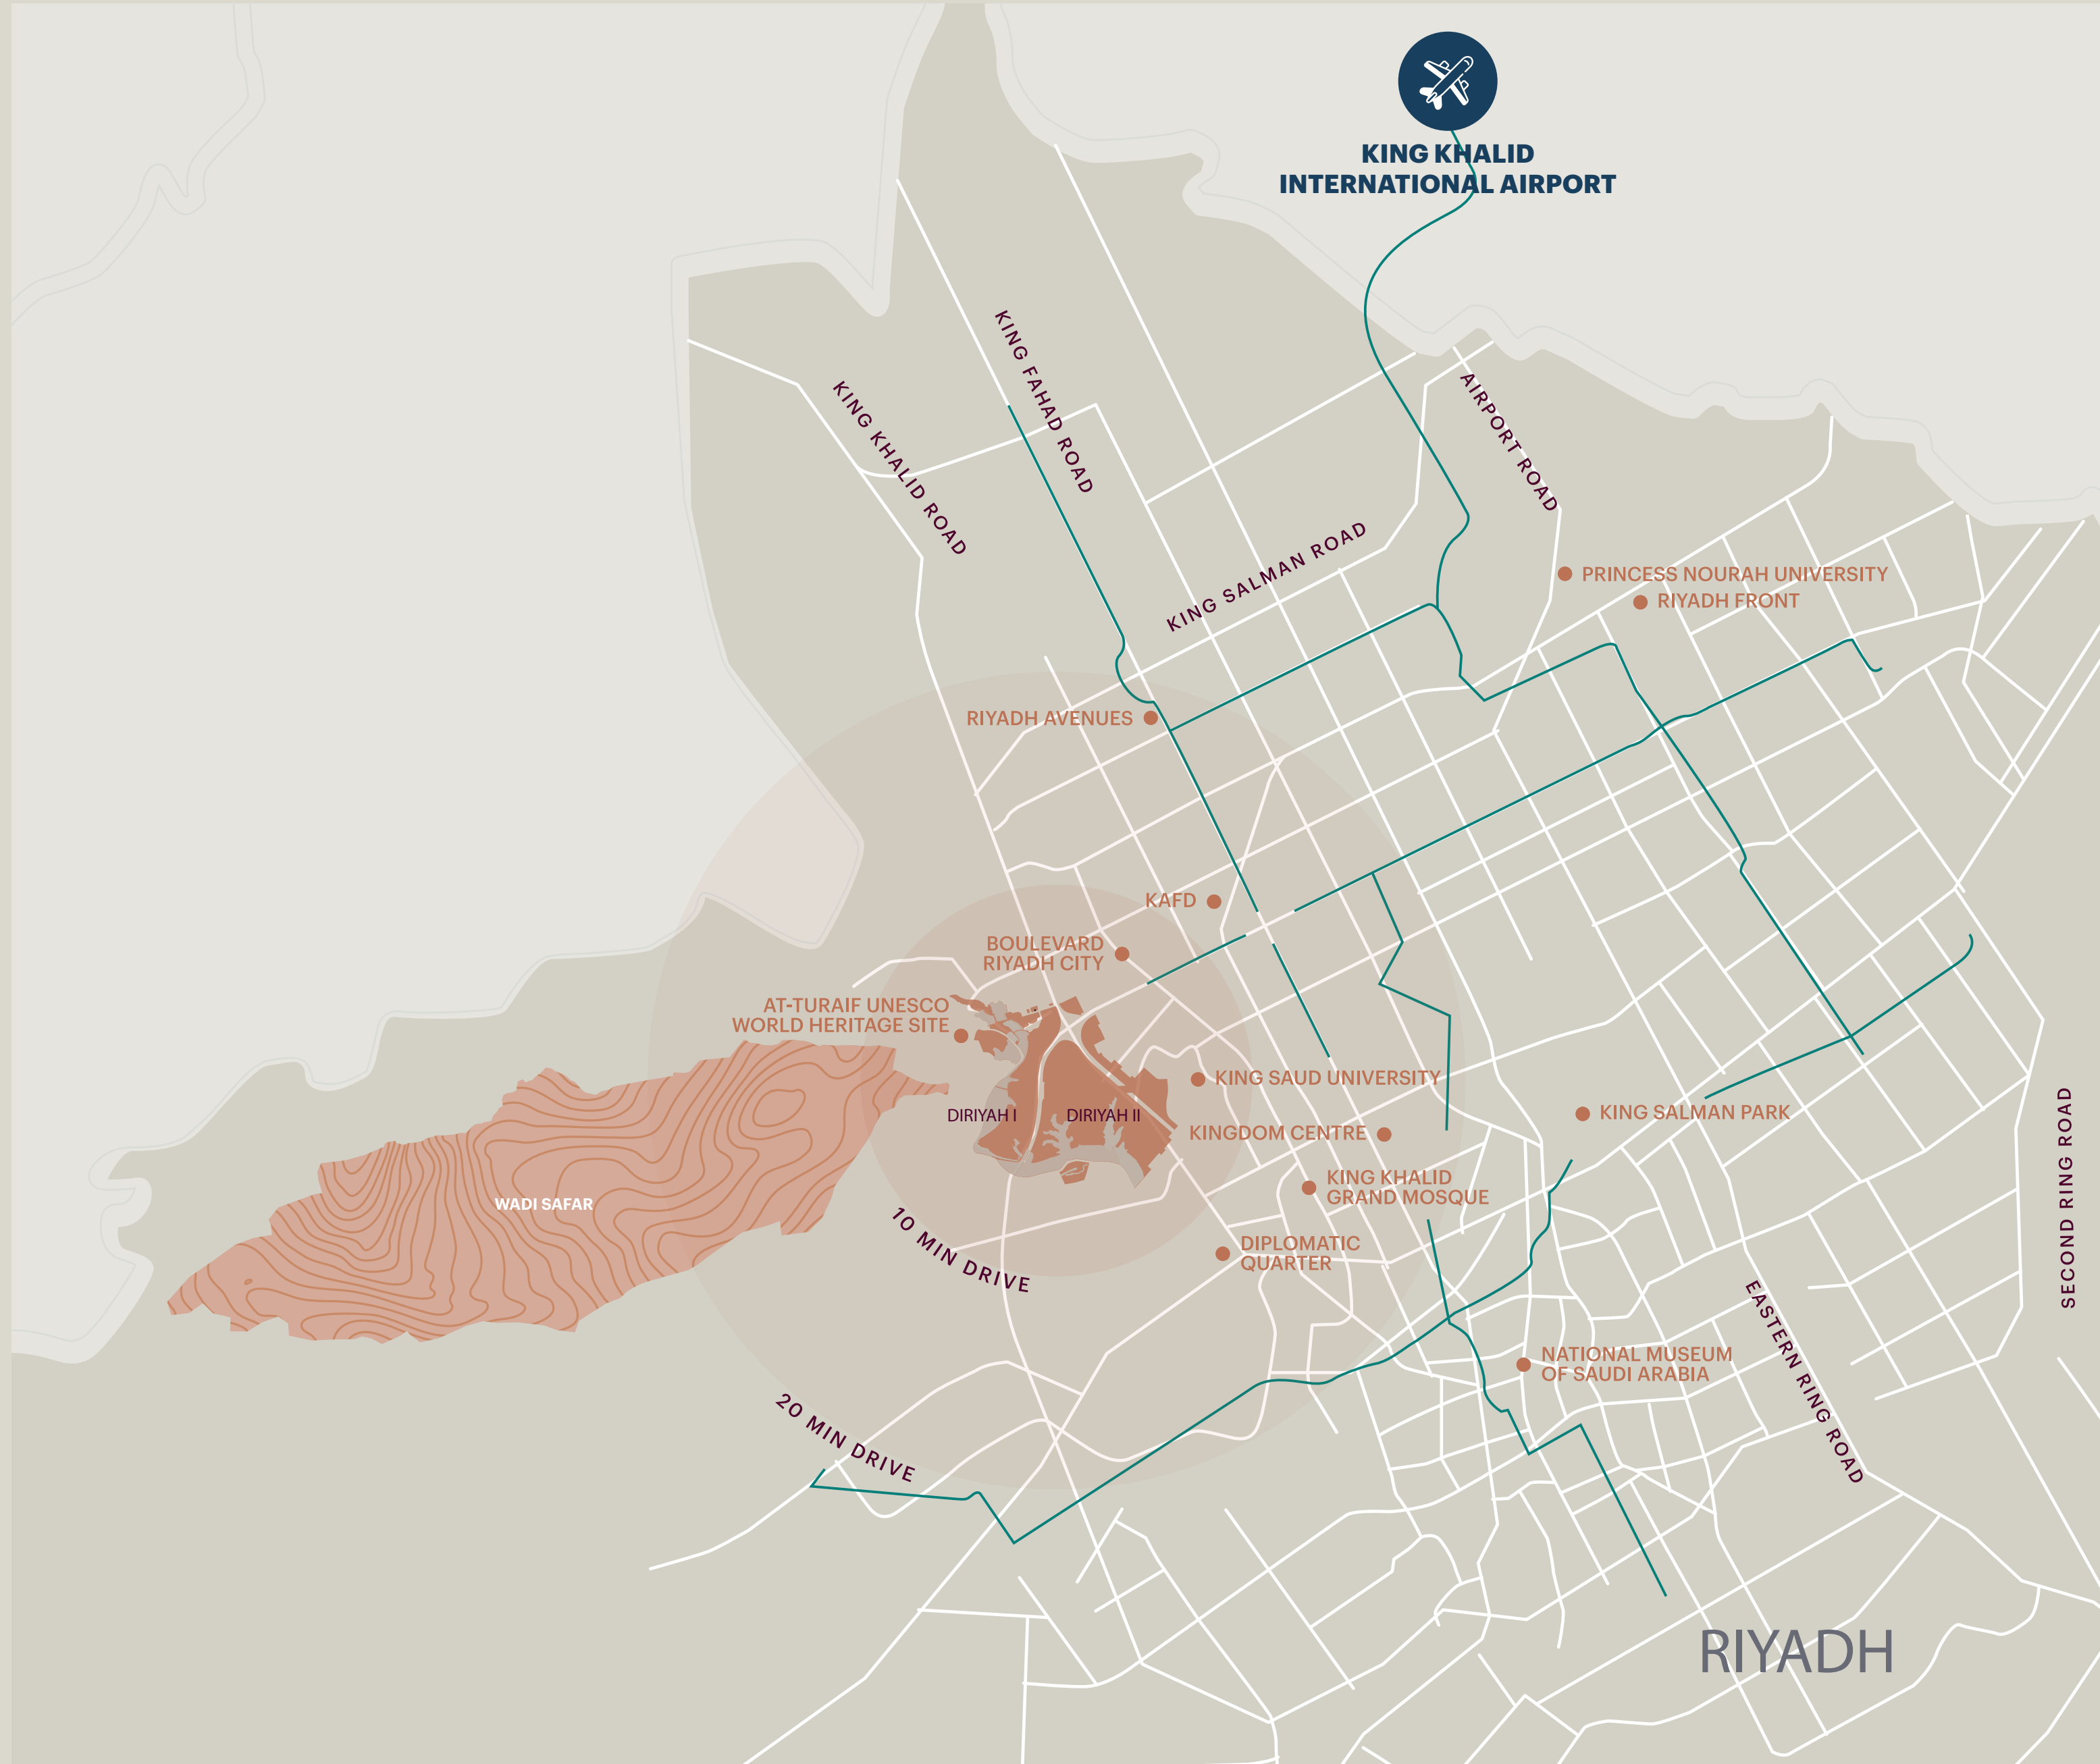 KING KHALID
INTERNATIONAL AIRPORT
KING FAHAD ROAD
KING KHALID ROAD
AIRPORT ROAD
KING SALMAN ROAD
PRINCESS NOURAH UNIVERSITY
RIYADH FRONT
RIYADH AVENUES
KAFD
BOULEVARD
RIYADH CITY
AT-TURAIF UNESCO
WORLD HERITAGE SITE
KING SAUD UNIVERSITY
DIRIYAH I
DIRIYAH II
KING SALMAN PARK
KINGDOM CENTRE
KING KHALID
GRAND MOSQUE
WADI SAFAR
10 MIN DRIVE
DIPLOMATIC
QUARTER
SECOND RING ROAD
EASTERN RING ROAD
NATIONAL MUSEUM
OF SAUDI ARABIA
20 MIN DRIVE
RIYADH